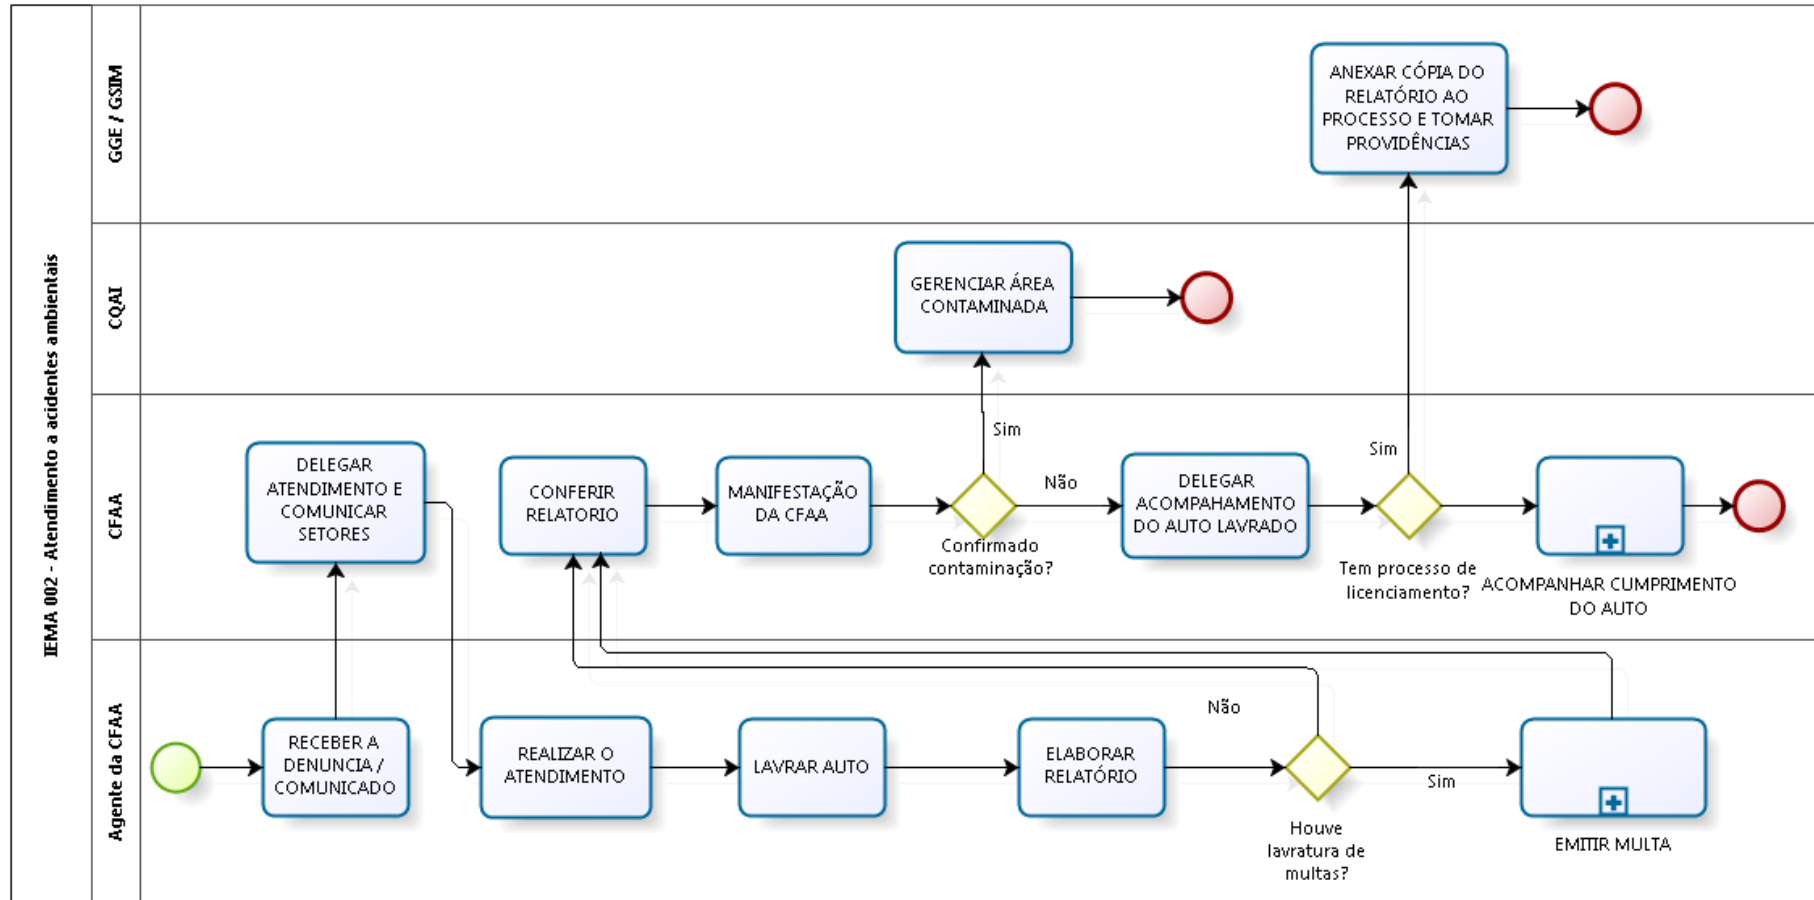 IEMA 002 - Atendimento a acidentes ambientais
GGE / GSIM
ANEXAR CÓPIA DO
RELATÓRIO AO
PROCESSO E TOMAR
PROVIDÊNCIAS
CQAI
GERENCIAR ÁREA
CONTAMINADA
CFAA
DELEGAR
ATENDIMENTO E
COMUNICAR
SETORES
CONFERIR
RELATORIO
MANIFESTAÇÃO
DA CFAA
Sim
Não
Confirmado
contaminação?
DELEGAR
ACOMPAHAMENTO
DO AUTO LAVRADO
Sim
Tem processo de
licenciamento?
ACOMPANHAR CUMPRIMENTO
DO AUTO
Agente da CFAA
RECEBER A
DENUNCIA /
COMUNICADO
REALIZAR O
ATENDIMENTO
LAVRAR AUTO
ELABORAR
RELATÓRIO
Não
Sim
Houve
lavratura de
multas?
EMITIR MULTA